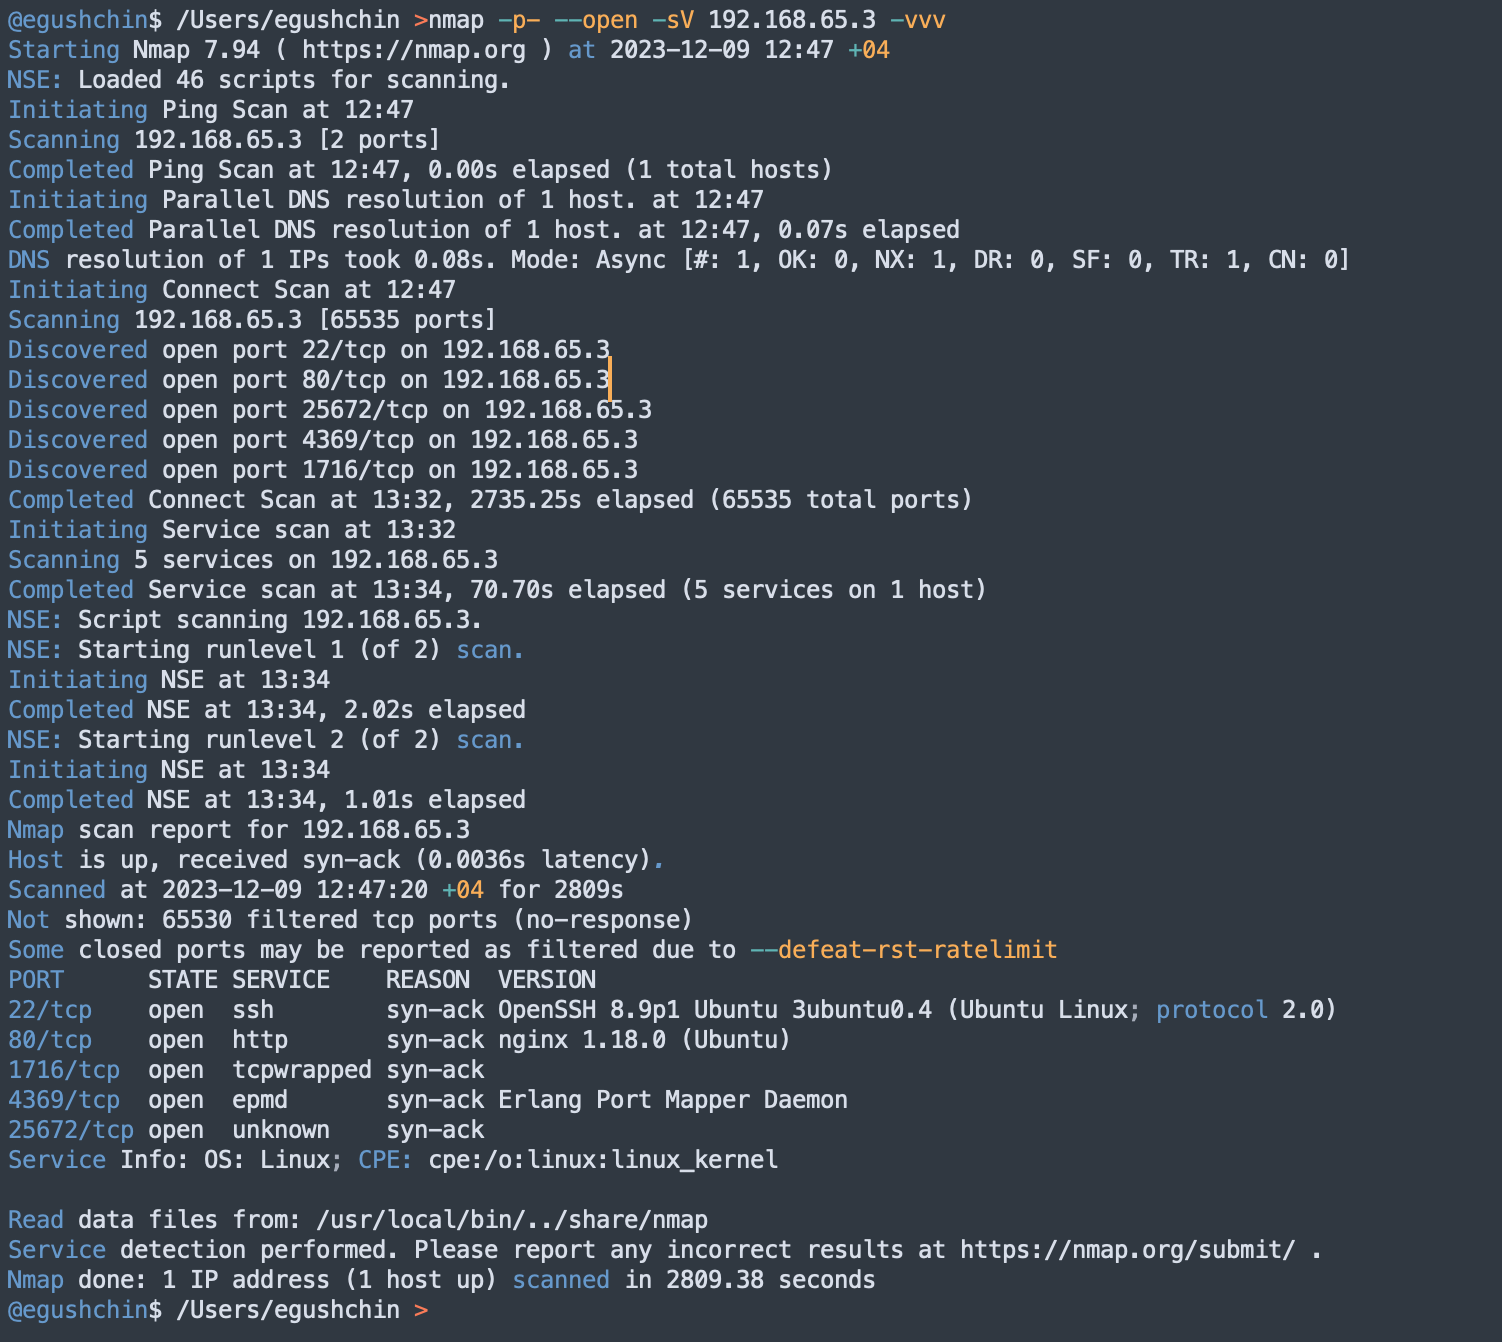 @egushchin$ /Users/egushchin >nmap -p- --open -sV 192.168.65.3 -vvv
Starting Nmap 7.94 ( https://nmap.org ) at 2023-12-09 12:47 +04
NSE: Loaded 46 scripts for scanning.
Initiating Ping Scan at 12:47
Scanning 192.168.65.3 [2 ports]
Completed Ping Scan at 12:47, 0.00s elapsed (1 total hosts)
Initiating Parallel DNS resolution of 1 host. at 12:47
Completed Parallel DNS resolution of 1 host. at 12:47, 0.07s elapsed
DNS resolution of 1 IPs took 0.08s. Mode: Async [#: 1, OK: 0, NX: 1, DR: 0, SF: 0, TR: 1, CN: 0]
Initiating Connect Scan at 12:47
Scanning 192.168.65.3 [65535 ports]
Discovered open port 22/tcp on 192.168.65.3
Discovered open port 80/tcp on 192.168.65.3
Discovered open port 25672/tcp on 192.168.65.3
Discovered open port 4369/tcp on 192.168.65.3
Discovered open port 1716/tcp on 192.168.65.3
Completed Connect Scan at 13:32, 2735.25s elapsed (65535 total ports)
Initiating Service scan at 13:32
Scanning 5 services on 192.168.65.3
Completed Service scan at 13:34, 70.70s elapsed (5 services on 1 host)
NSE: Script scanning 192.168.65.3.
NSE: Starting runlevel 1 (of 2) scan.
Initiating NSE at 13:34
Completed NSE at 13:34, 2.02s elapsed
NSE: Starting runlevel 2 (of 2) scan.
Initiating NSE at 13:34
Completed NSE at 13:34, 1.01s elapsed
Nmap scan report for 192.168.65.3
Host is up, received syn-ack (0.0036s latency).
Scanned at 2023-12-09 12:47:20 +04 for 2809s
Not shown: 65530 filtered tcp ports (no-response)
Some closed ports may be reported as filtered due to --defeat-rst-ratelimit
PORT      STATE SERVICE    REASON  VERSION
22/tcp    open  ssh        syn-ack OpenSSH 8.9p1 Ubuntu 3ubuntu0.4 (Ubuntu Linux; protocol 2.0)
80/tcp    open  http       syn-ack nginx 1.18.0 (Ubuntu)
1716/tcp  open  tcpwrapped syn-ack
4369/tcp  open  epmd       syn-ack Erlang Port Mapper Daemon
25672/tcp open  unknown    syn-ack
Service Info: OS: Linux; CPE: cpe:/o:linux:linux_kernel
Read data files from: /usr/local/bin/../share/nmap
Service detection performed. Please report any incorrect results at https://nmap.org/submit/ .
Nmap done: 1 IP address (1 host up) scanned in 2809.38 seconds
@egushchin$ /Users/egushchin >